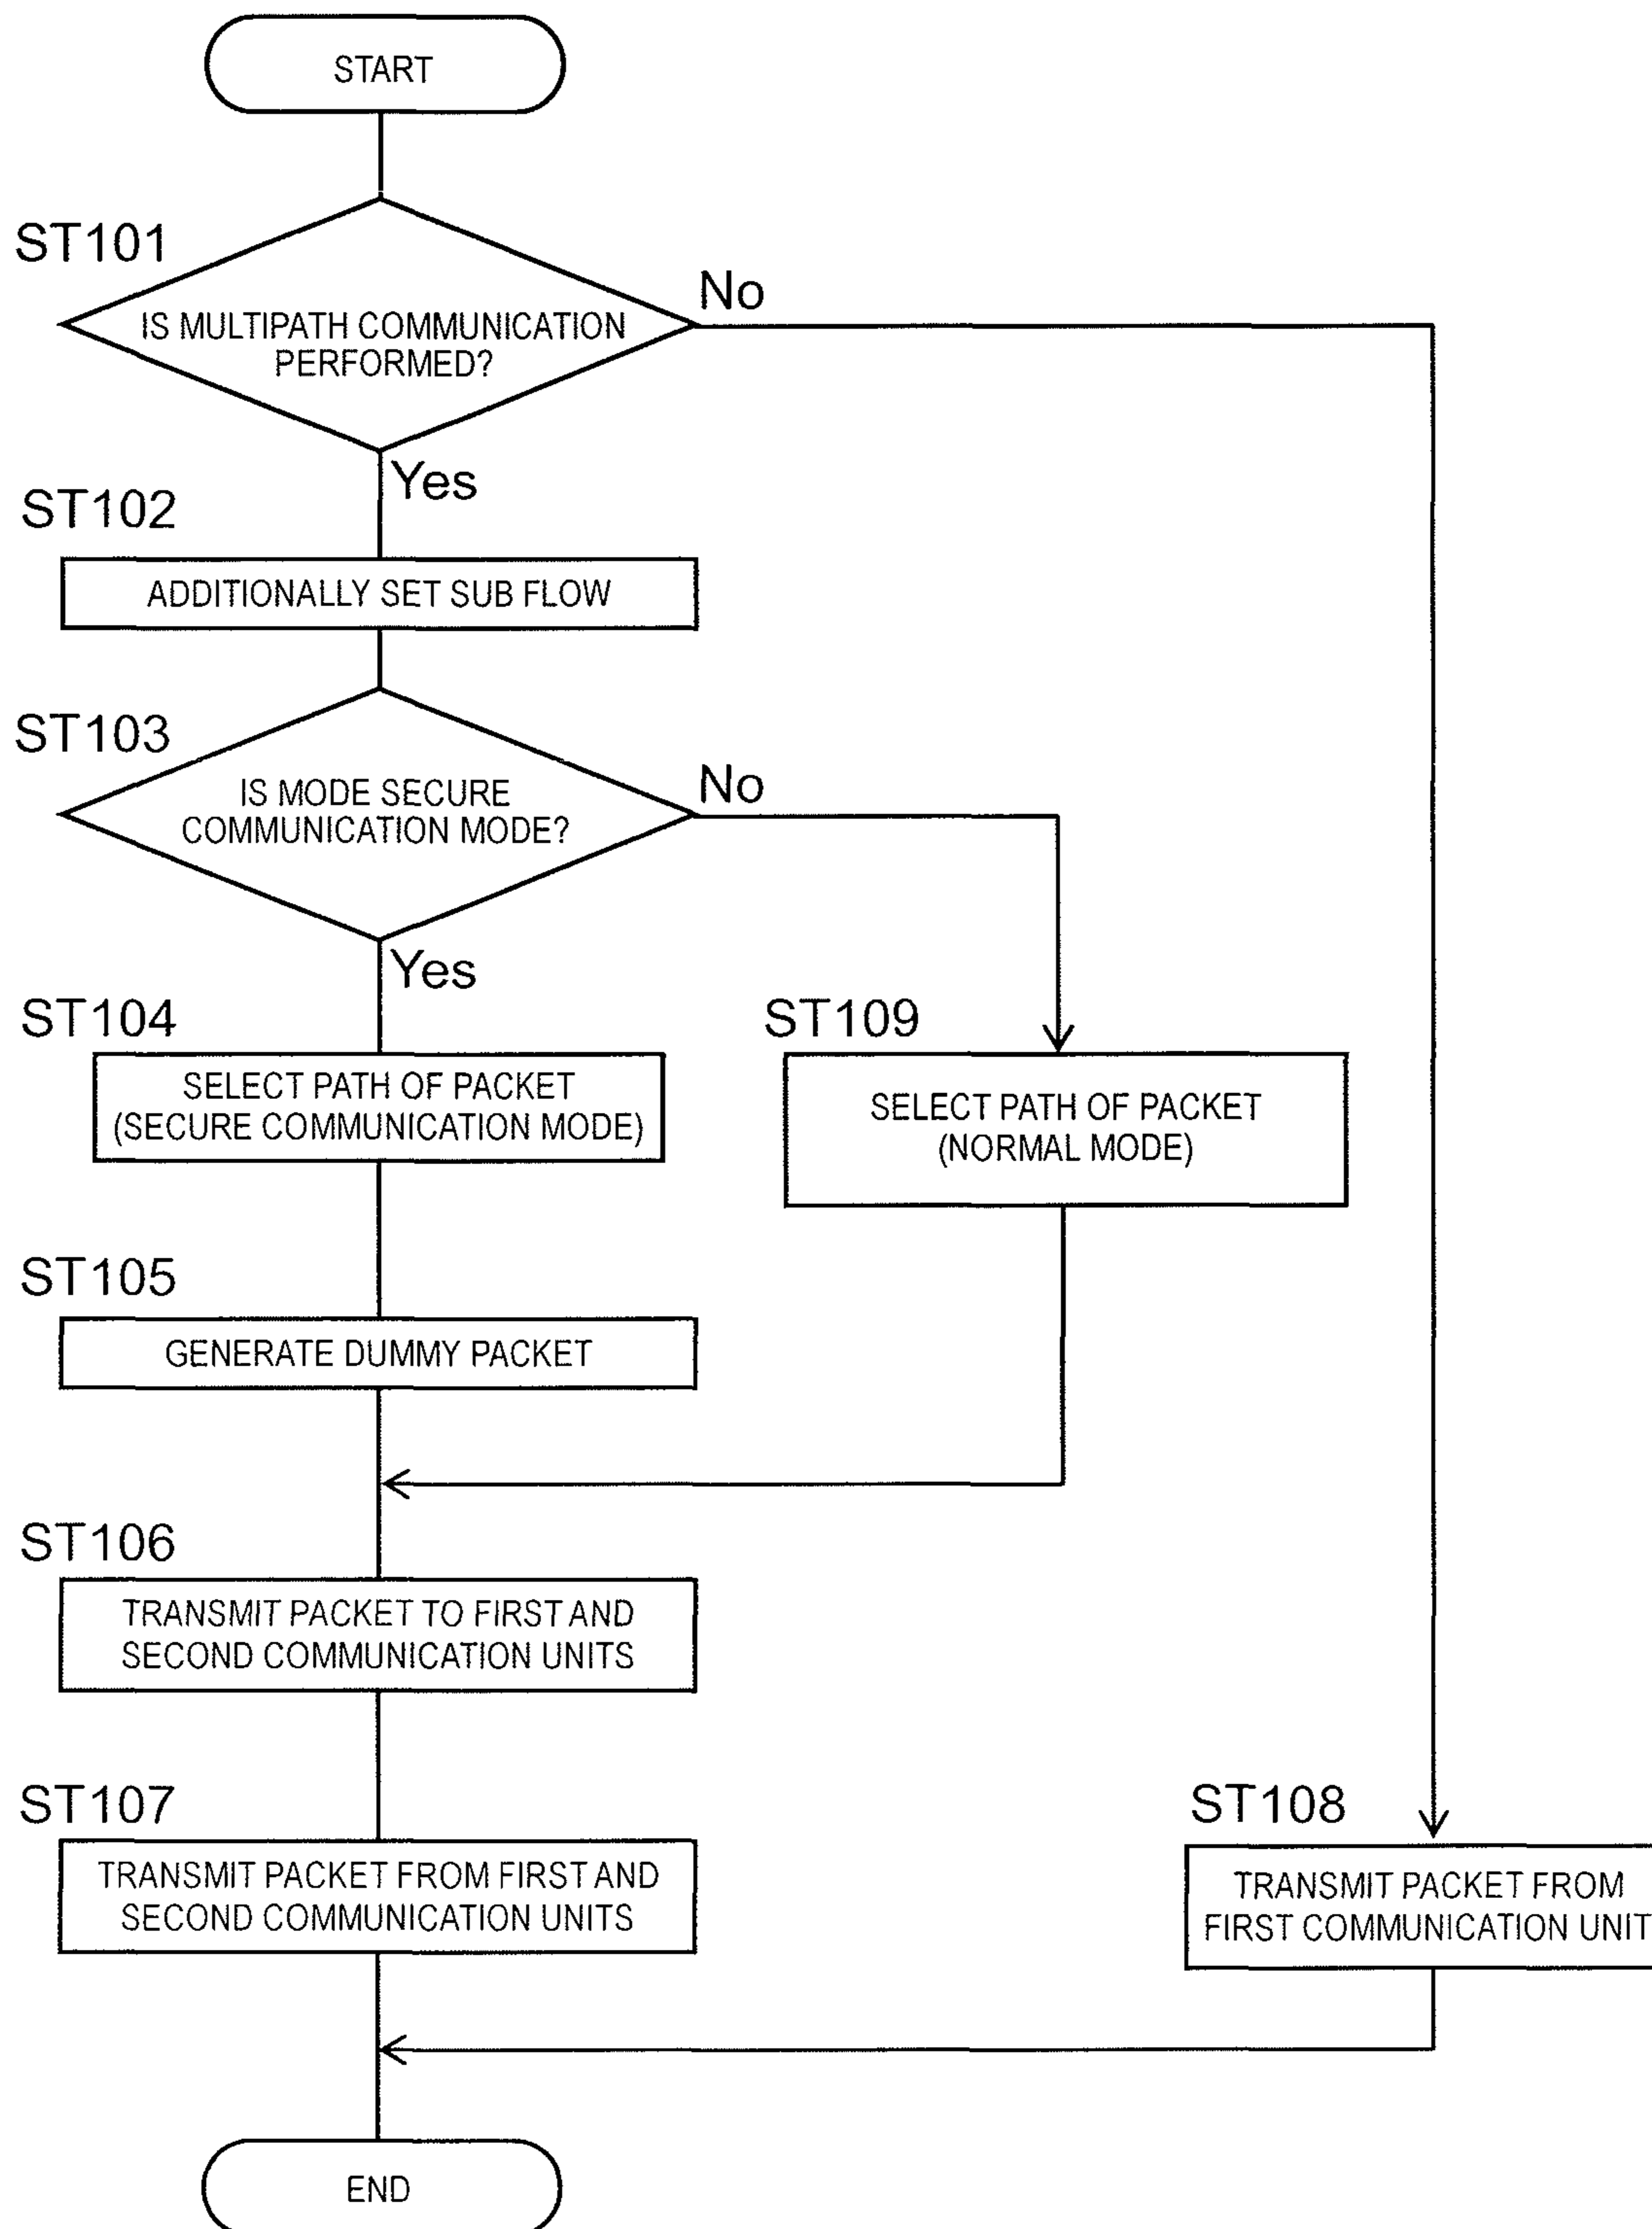 START
ST101
IS MULTIPATH COMMUNICATION
PERFORMED?
No
Yes
ST102
ADDITIONALLY SET SUB FLOW
ST103
IS MODE SECURE
COMMUNICATION MODE?
No
Yes
ST104
SELECT PATH OF PACKET
(SECURE COMMUNICATION MODE)
ST109
SELECT PATH OF PACKET
(NORMAL MODE)
ST105
GENERATE DUMMY PACKET
ST106
TRANSMIT PACKET TO FIRST AND
SECOND COMMUNICATION UNITS
ST107
TRANSMIT PACKET FROM FIRST AND
SECOND COMMUNICATION UNITS
ST108
TRANSMIT PACKET FROM
FIRST COMMUNICATION UNIT
END